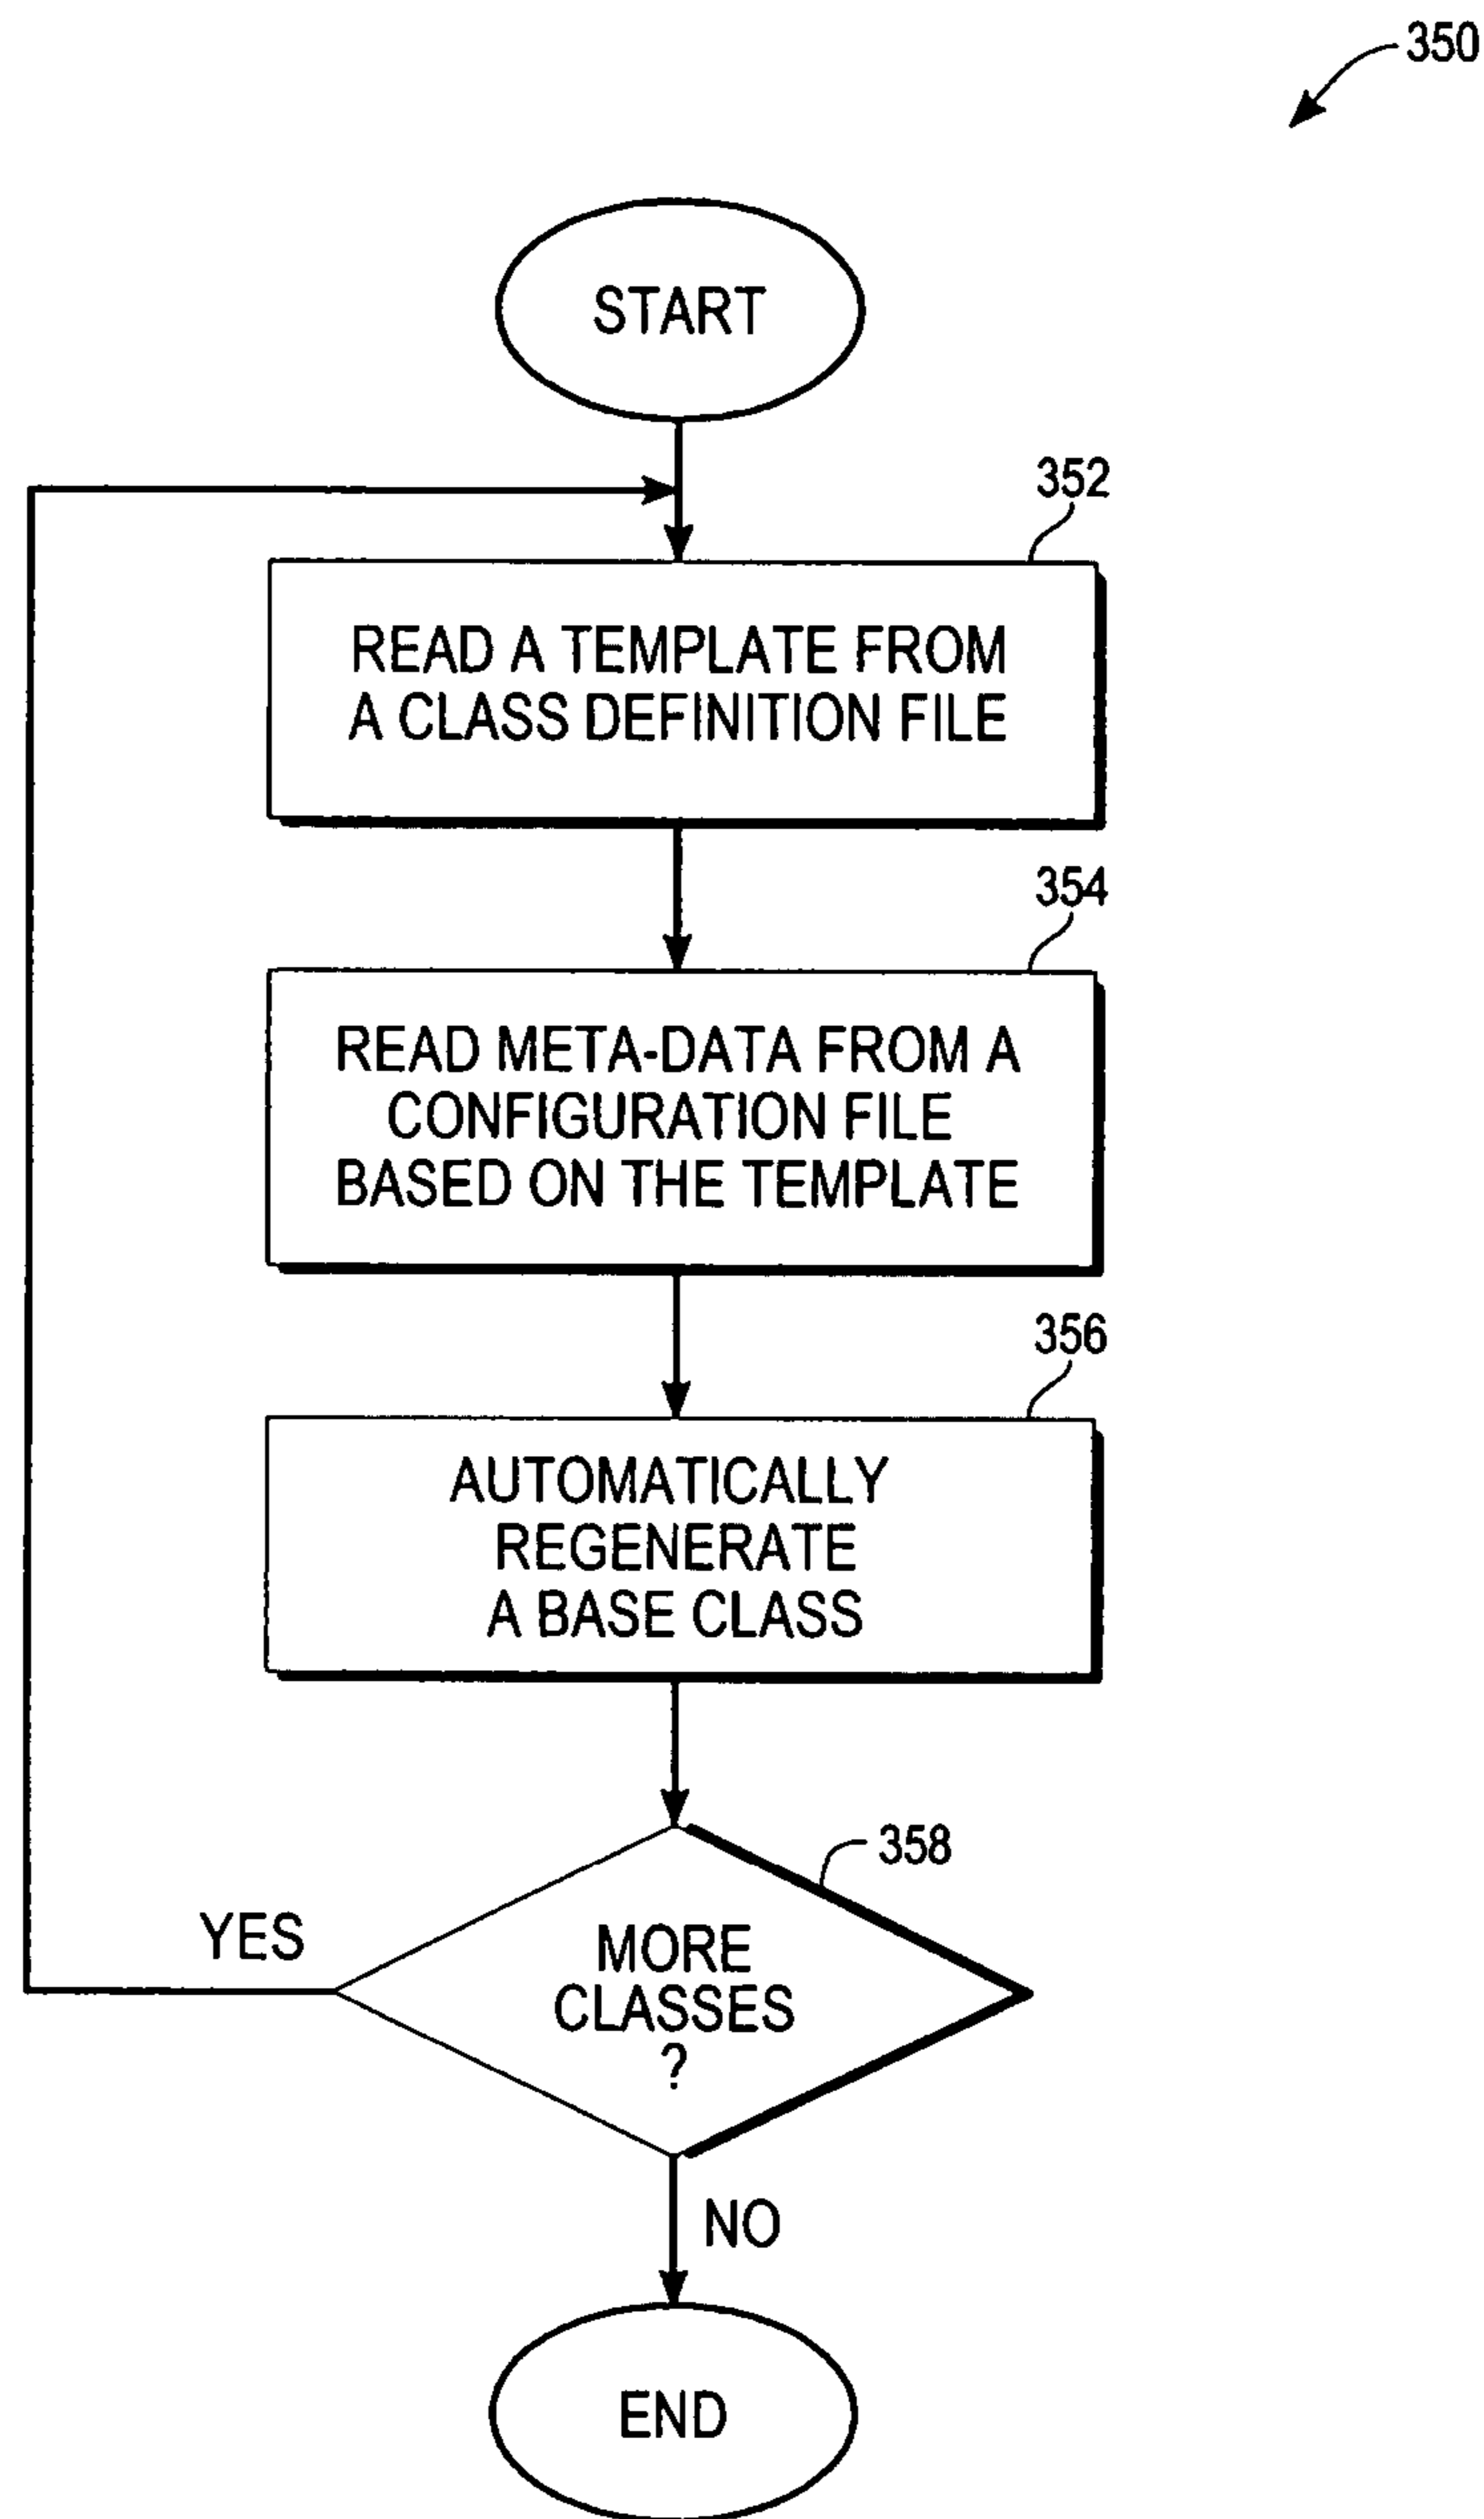 350
START
352
READ A TEMPLATE FROM
A CLASS DEFINITION FILE
354
READ META-DATA FROM A
CONFIGURATION FILE
BASED ON THE TEMPLATE
356
AUTOMATICALLY
REGENERATE
A BASE CLASS
358
YES
MORE
CLASSES
?
NO
END